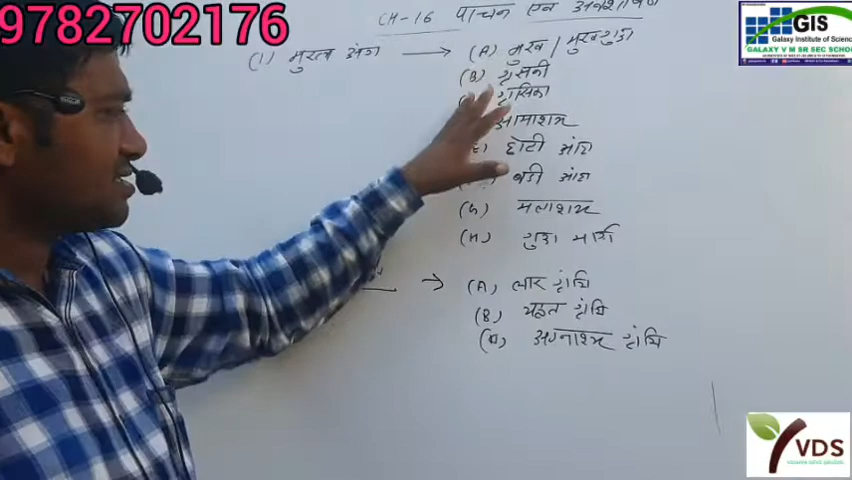 9782702176
CH-16 पाचन एवं अवशोषण
(1) मुख्य अंग → (A) मुख / मुखगुहा
(B) ग्रसनी
ग्रसिका
आमाशय
छोटी आंत्र
बडी आंत्र
(G) मलाशय
(H) गुदा मार्ग
→ (A) लार ग्रंथि
(B) यकृत ग्रंथि
अग्नाशय ग्रंथि
GIS
Galaxy Institute of Science
GALAXY V M SR SEC SCHOOL
VDS